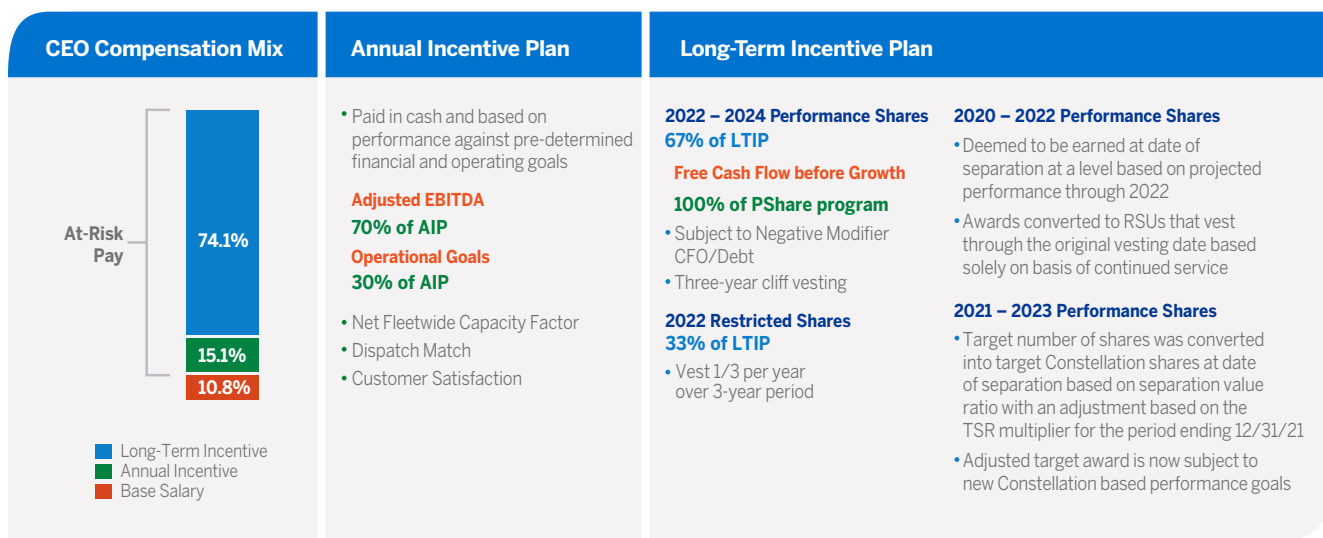 CEO Compensation Mix
At-Risk
Pay
74.1%
15.1%
10.8%
Long-Term Incentive
Annual Incentive
Base Salary
Annual Incentive Plan
• Paid in cash and based on
performance against pre-determined
financial and operating goals
Adjusted EBITDA
70% of AIP
Operational Goals
30% of AIP
• Net Fleetwide Capacity Factor
• Dispatch Match
• Customer Satisfaction
Long-Term Incentive Plan
2022 – 2024 Performance Shares
67% of LTIP
Free Cash Flow before Growth
100% of PShare program
• Subject to Negative Modifier
CFO/Debt
• Three-year cliff vesting
2022 Restricted Shares
33% of LTIP
• Vest 1/3 per year
over 3-year period
2020 – 2022 Performance Shares
• Deemed to be earned at date of
separation at a level based on projected
performance through 2022
• Awards converted to RSUs that vest
through the original vesting date based
solely on basis of continued service
2021 – 2023 Performance Shares
• Target number of shares was converted
into target Constellation shares at date
of separation based on separation value
ratio with an adjustment based on the
TSR multiplier for the period ending 12/31/21
• Adjusted target award is now subject to
new Constellation based performance goals